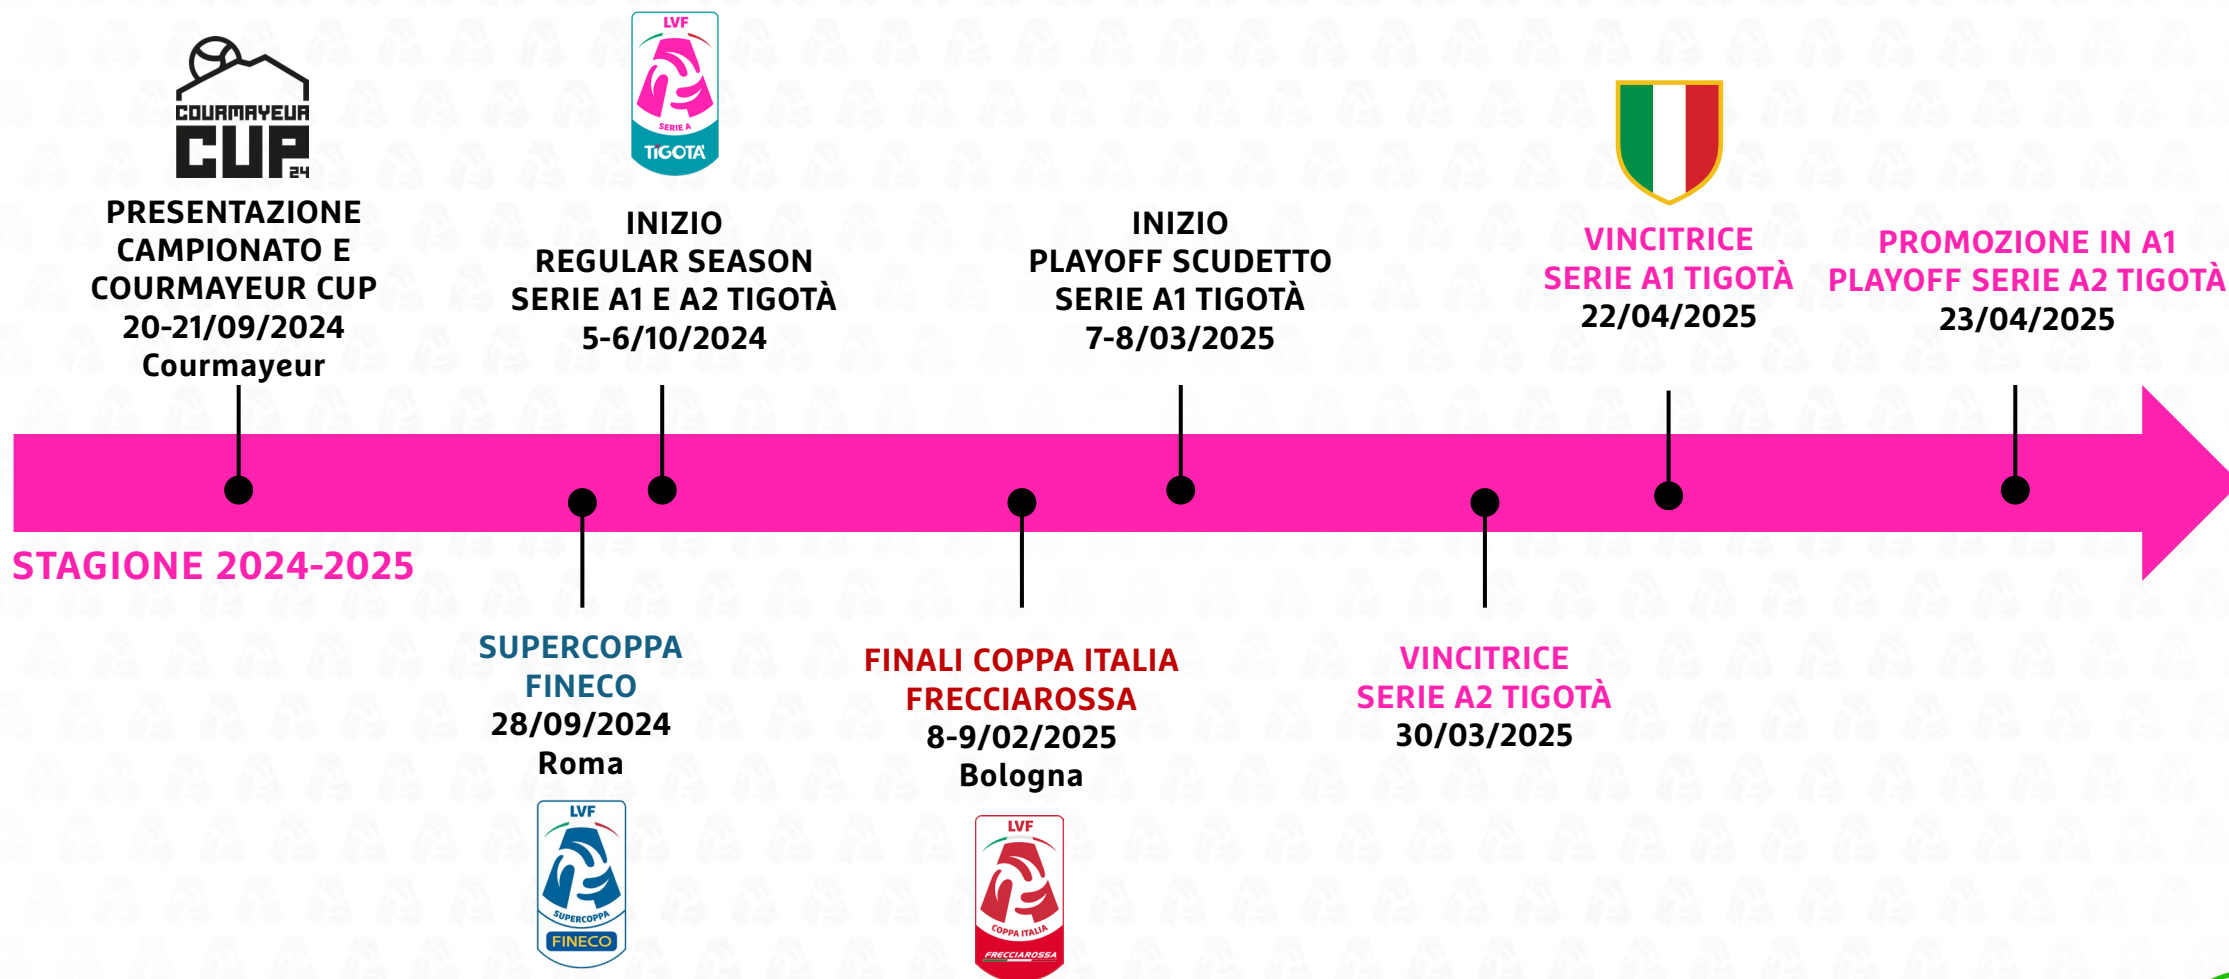 COURMAYEUR
CUP
24
PRESENTAZIONE
CAMPIONATO E
COURMAYEUR CUP
20-21/09/2024
Courmayeur
LVF
SERIE A
TIGOTÀ
INIZIO
REGULAR SEASON
SERIE A1 E A2 TIGOTÀ
5-6/10/2024
INIZIO
PLAYOFF SCUDETTO
SERIE A1 TIGOTÀ
7-8/03/2025
VINCITRICE
SERIE A1 TIGOTÀ
22/04/2025
PROMOZIONE IN A1
PLAYOFF SERIE A2 TIGOTÀ
23/04/2025
STAGIONE 2024-2025
SUPERCOPPA
FINECO
28/09/2024
Roma
LVF
SUPERCOPPA
FINECO
FINALI COPPA ITALIA
FRECCIAROSSA
8-9/02/2025
Bologna
LVF
COPPA ITALIA
FRECCIAROSSA
VINCITRICE
SERIE A2 TIGOTÀ
30/03/2025